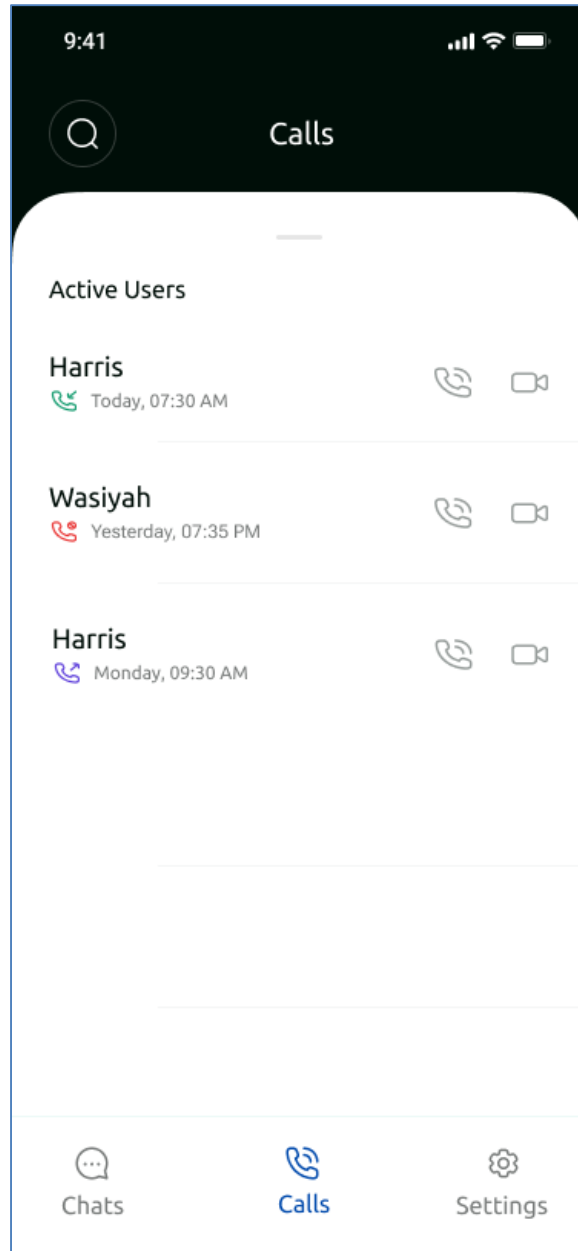 9:41
Calls
Active Users
Harris
Today, 07:30 AM
Wasiyah
Yesterday, 07:35 PM
Harris
Monday, 09:30 AM
Chats
Calls
Settings